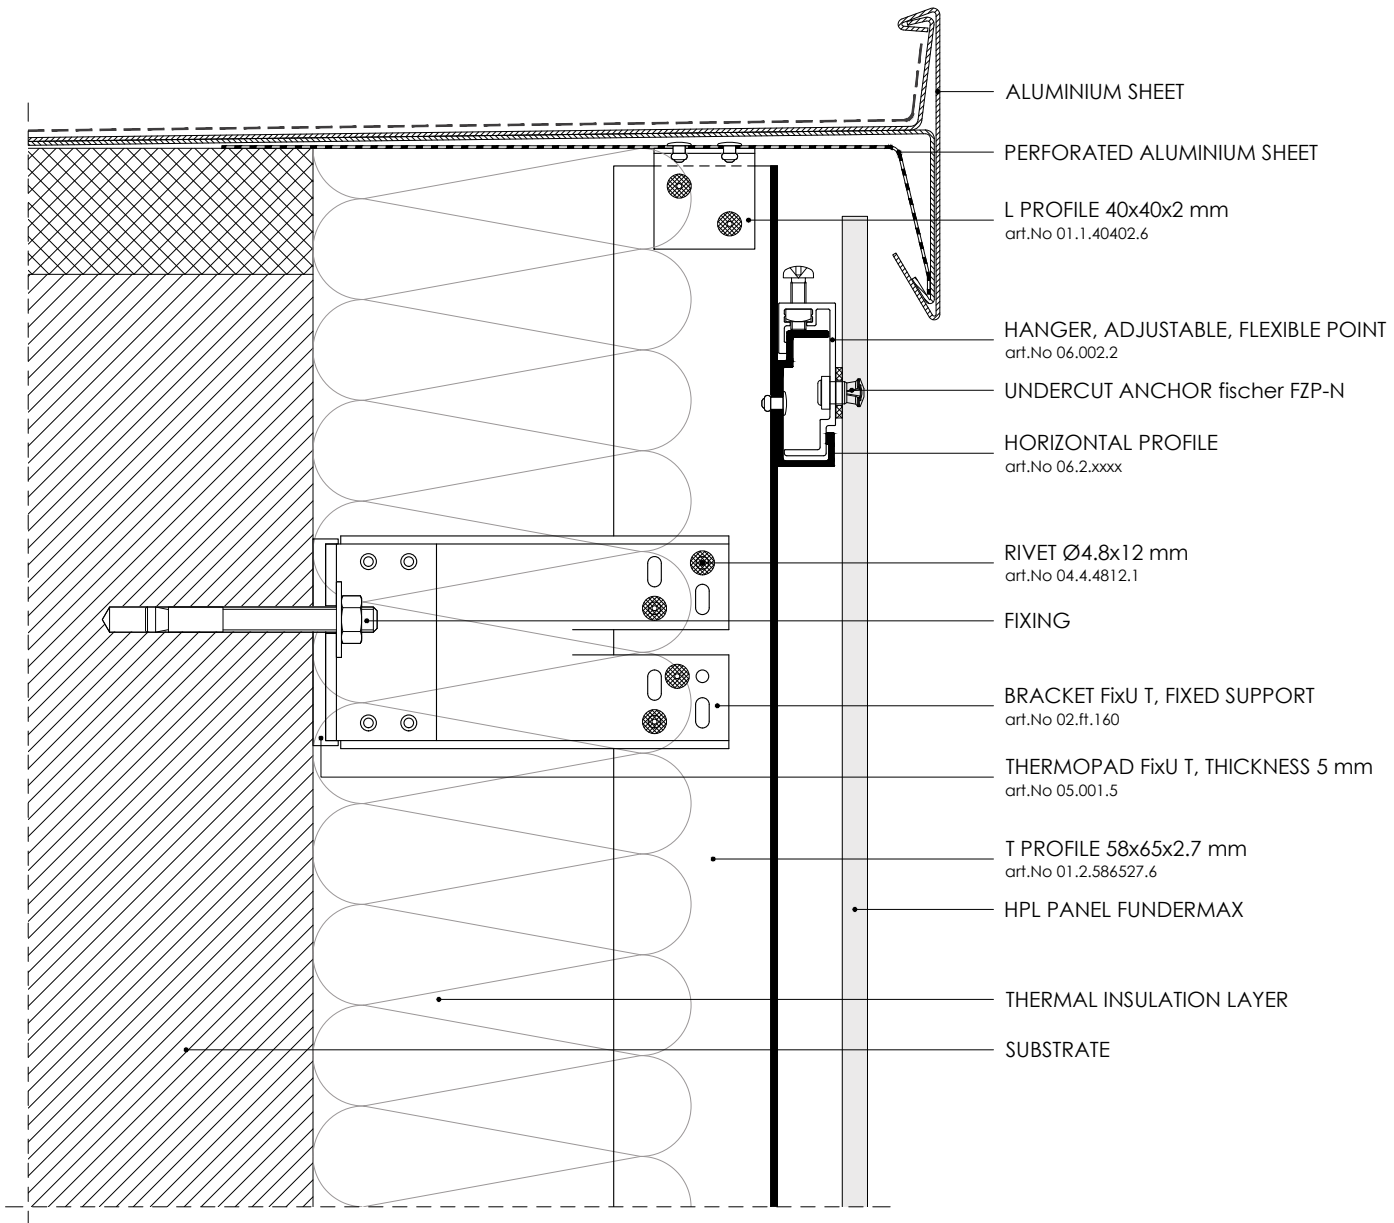 ALUMINIUM SHEET
PERFORATED ALUMINIUM SHEET
L PROFILE 40x40x2 mm
art.No 01.1.40402.6
HANGER, ADJUSTABLE, FLEXIBLE POINT
art.No 06.002.2
UNDERCUT ANCHOR fischer FZP-N
HORIZONTAL PROFILE
art.No 06.2.xxxx
RIVET Ø4.8x12 mm
art.No 04.4.4812.1
FIXING
BRACKET FixU T, FIXED SUPPORT
art.No 02.ft.160
THERMOPAD FixU T, THICKNESS 5 mm
art.No 05.001.5
T PROFILE 58x65x2.7 mm
art.No 01.2.586527.6
HPL PANEL FUNDERMAX
THERMAL INSULATION LAYER
SUBSTRATE